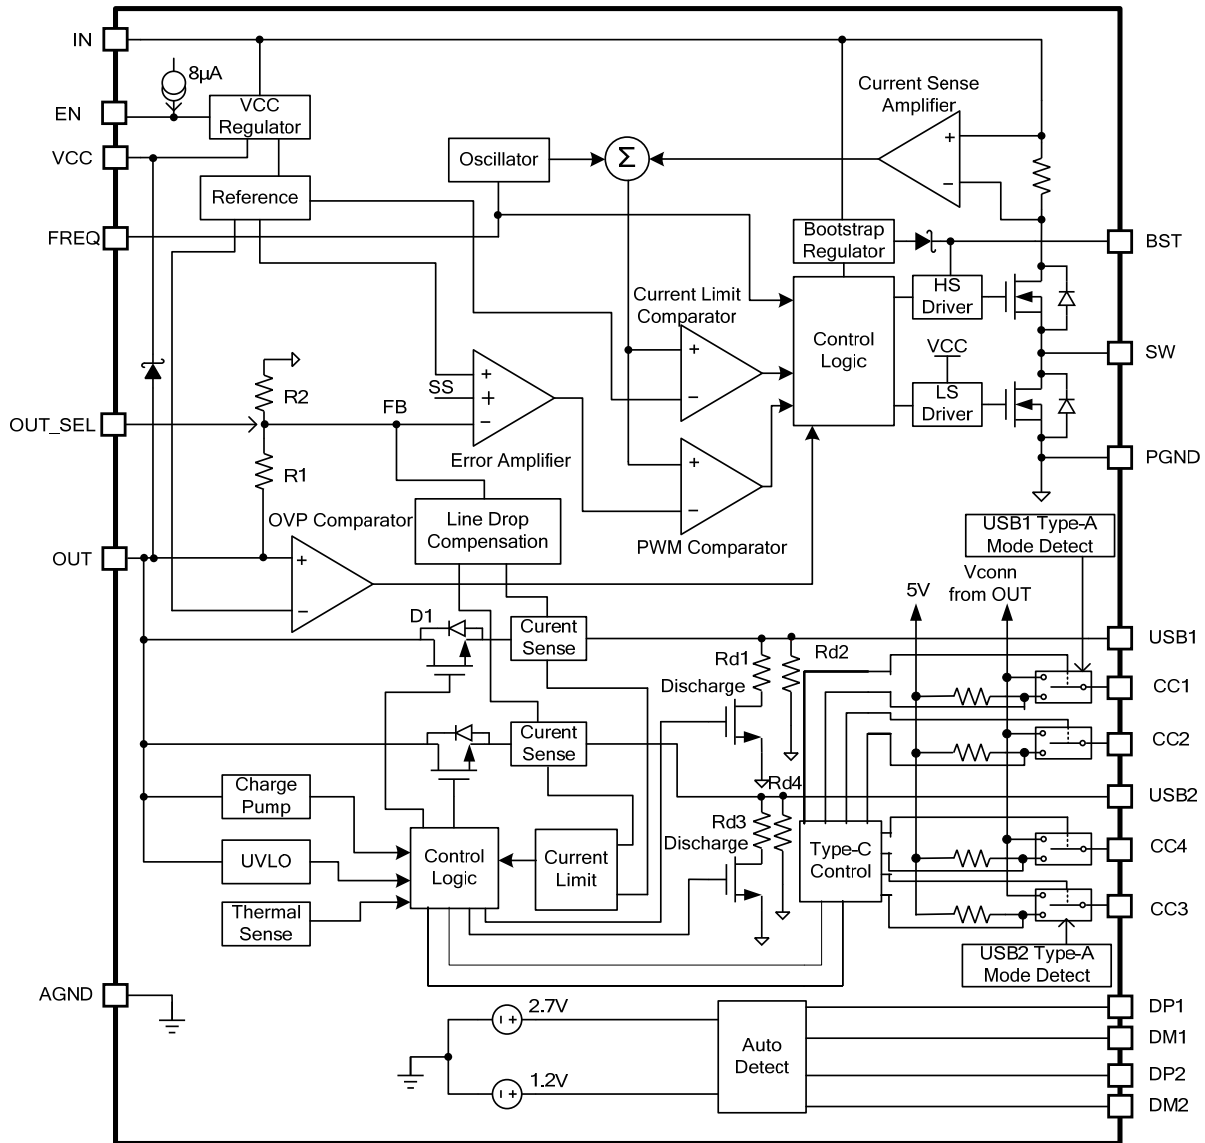 IN
8µA
EN
VCC
Regulator
VCC
Reference
FREQ
Oscillator
Σ
Current Sense
Amplifier
+
−
Bootstrap
Regulator
BST
HS
Driver
Current Limit
Comparator
+
−
Control
Logic
VCC
LS
Driver
SW
R2
SS
FB
+
+
−
Error Amplifier
OUT_SEL
R1
+
−
PWM Comparator
PGND
OVP Comparator
Line Drop
Compensation
USB1 Type-A
Mode Detect
OUT
+
−
5V
Vconn
from OUT
D1
Curent
Sense
USB1
Rd1
Rd2
Discharge
CC1
Curent
Sense
CC2
Charge
Pump
Rd4
USB2
Rd3
Discharge
UVLO
Control
Logic
Current
Limit
Type-C
Control
CC4
Thermal
Sense
CC3
USB2 Type-A
Mode Detect
AGND
2.7V
− +
1.2V
− +
Auto
Detect
DP1
DM1
DP2
DM2